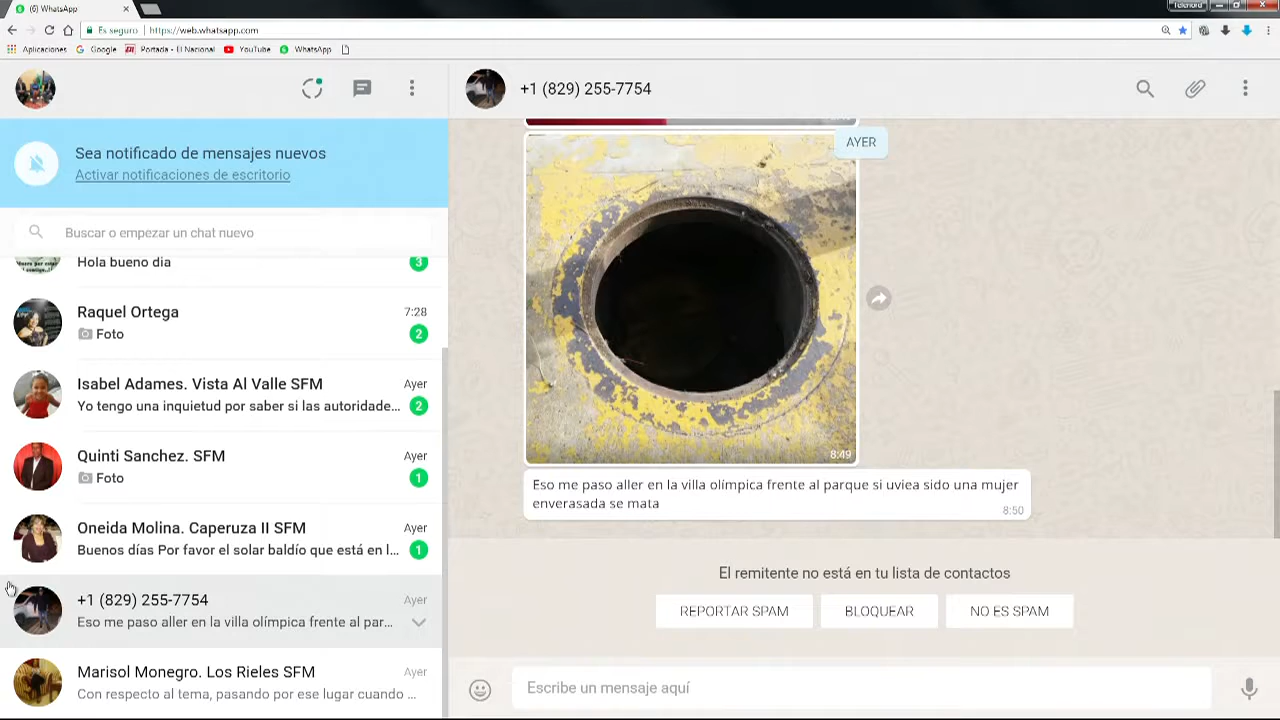 (6) WhatsApp
Telenord
Es seguro | https://web.whatsapp.com
Aplicaciones Google Portada - El Nacional YouTube WhatsApp
+1 (829) 255-7754
Sea notificado de mensajes nuevos
Activar notificaciones de escritorio
Buscar o empezar un chat nuevo
Hola bueno dia 3
Raquel Ortega 7:28
Foto 2
Isabel Adames. Vista Al Valle SFM Ayer
Yo tengo una inquietud por saber si las autoridade... 2
Quinti Sanchez. SFM Ayer
Foto 1
Oneida Molina. Caperuza II SFM Ayer
Buenos días Por favor el solar baldío que está en l... 1
+1 (829) 255-7754 Ayer
Eso me paso aller en la villa olímpica frente al par...
Marisol Monegro. Los Rieles SFM Ayer
Con respecto al tema, pasando por ese lugar cuando ...
AYER
8:49
Eso me paso aller en la villa olímpica frente al parque si uviea sido una mujer
enverasada se mata
8:50
El remitente no está en tu lista de contactos
REPORTAR SPAM BLOQUEAR NO ES SPAM
Escribe un mensaje aquí